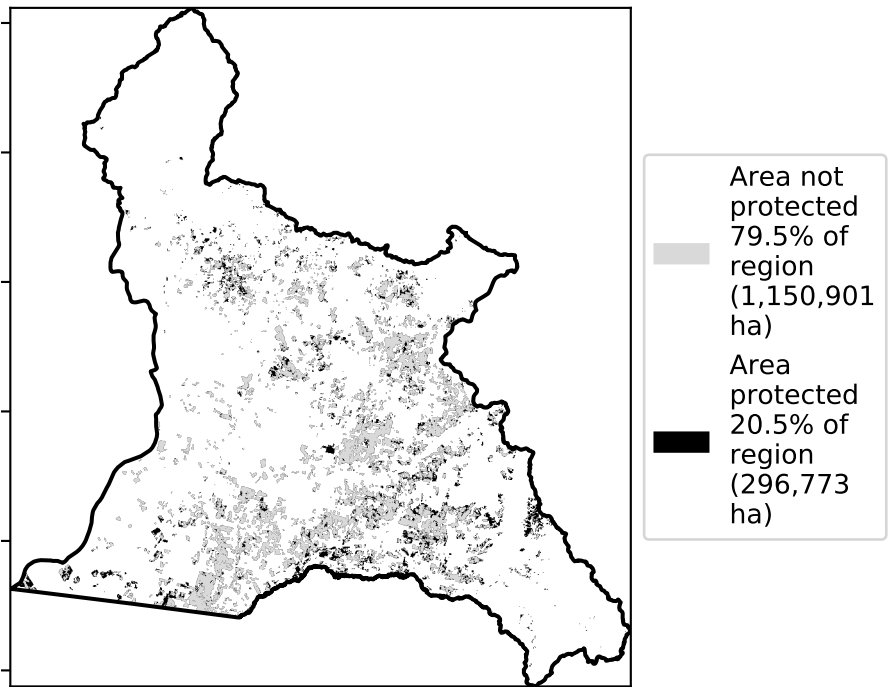 Area not
protected
79.5% of
region
(1,150,901
ha)
Area
protected
20.5% of
region
(296,773
ha)